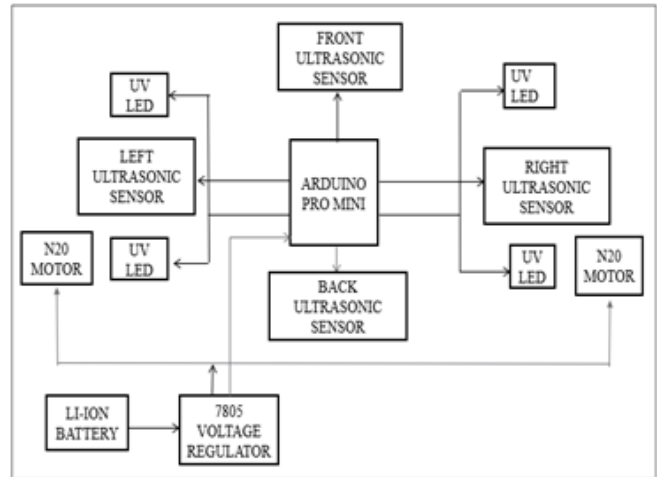 FRONT
ULTRASONIC
SENSOR
UV
LED
UV
LED
LEFT
ULTRASONIC
SENSOR
ARDUINO
PRO MINI
RIGHT
ULTRASONIC
SENSOR
N20
MOTOR
UV
LED
UV
LED
N20
MOTOR
BACK
ULTRASONIC
SENSOR
LI-ION
BATTERY
7805
VOLTAGE
REGULATOR